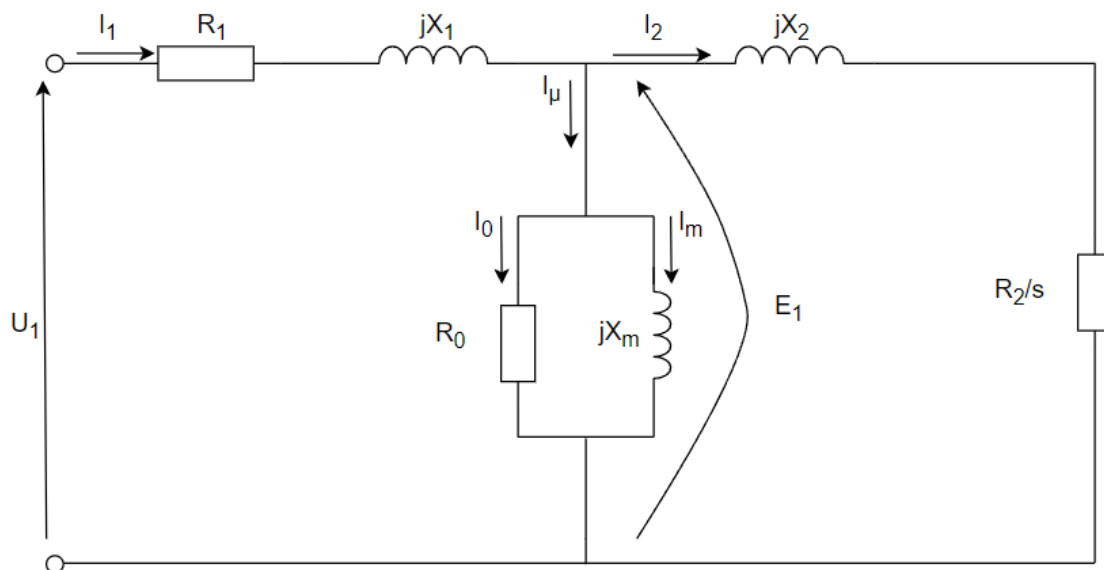 I₁
R₁
jX₁
I₂
jX₂
Iμ
I₀
Iₘ
U₁
R₀
jXₘ
E₁
R₂/s